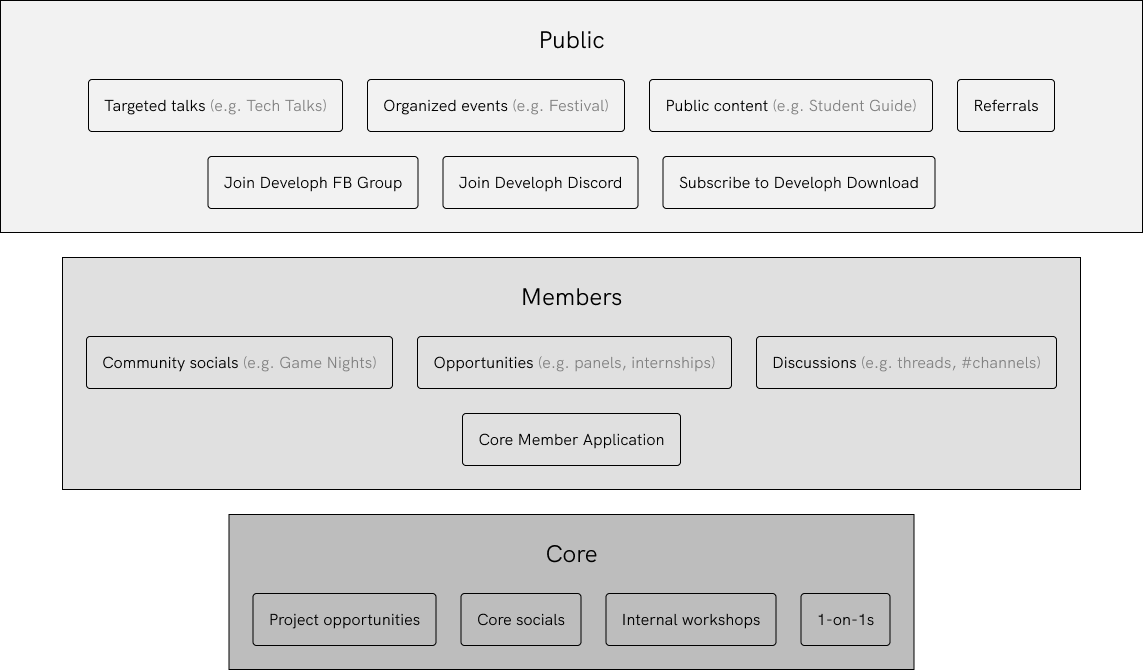 Public
Targeted talks (e.g. Tech Talks) Organized events (e.g. Festival) Public content (e.g. Student Guide) Referrals
Join Developh FB Group Join Developh Discord Subscribe to Developh Download
Members
Community socials (e.g. Game Nights) Opportunities (e.g. panels, internships) Discussions (e.g. threads, #channels)
Core Member Application
Core
Project opportunities Core socials Internal workshops 1-on-1s